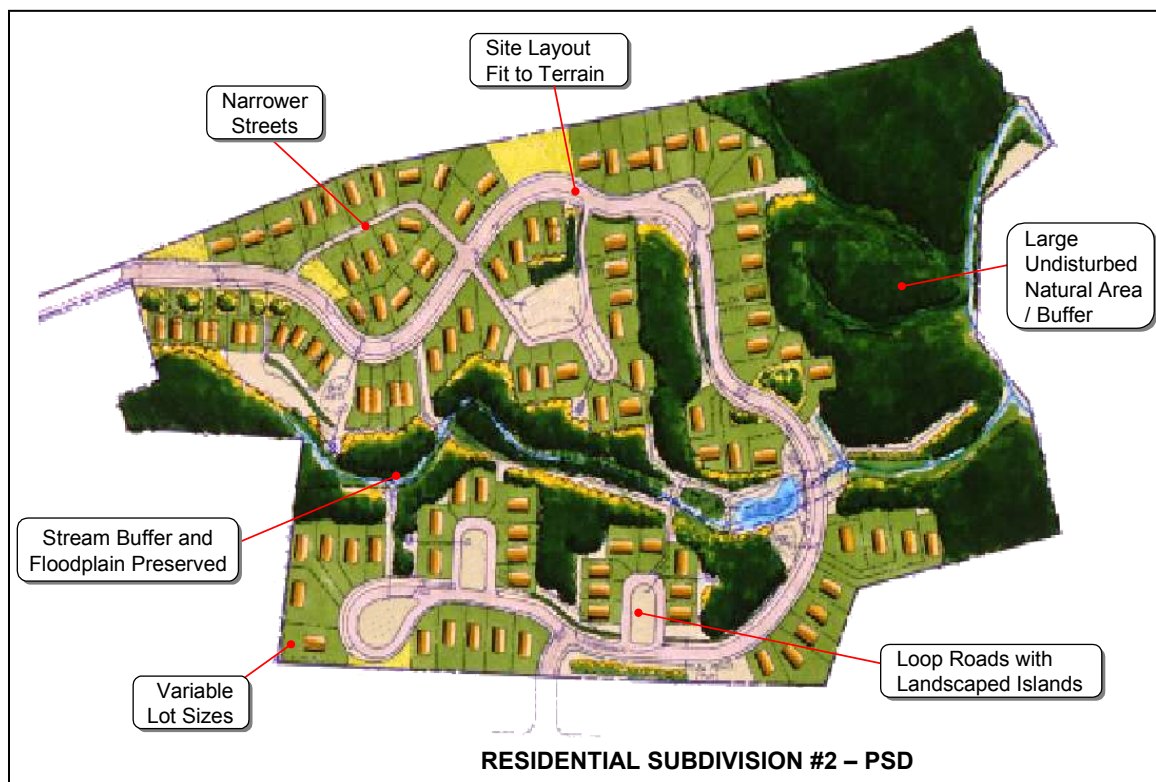 Site Layout
Fit to Terrain
Narrower
Streets
Large
Undisturbed
Natural Area
/ Buffer
Stream Buffer and
Floodplain Preserved
Loop Roads with
Landscaped Islands
Variable
Lot Sizes
RESIDENTIAL SUBDIVISION #2 – PSD